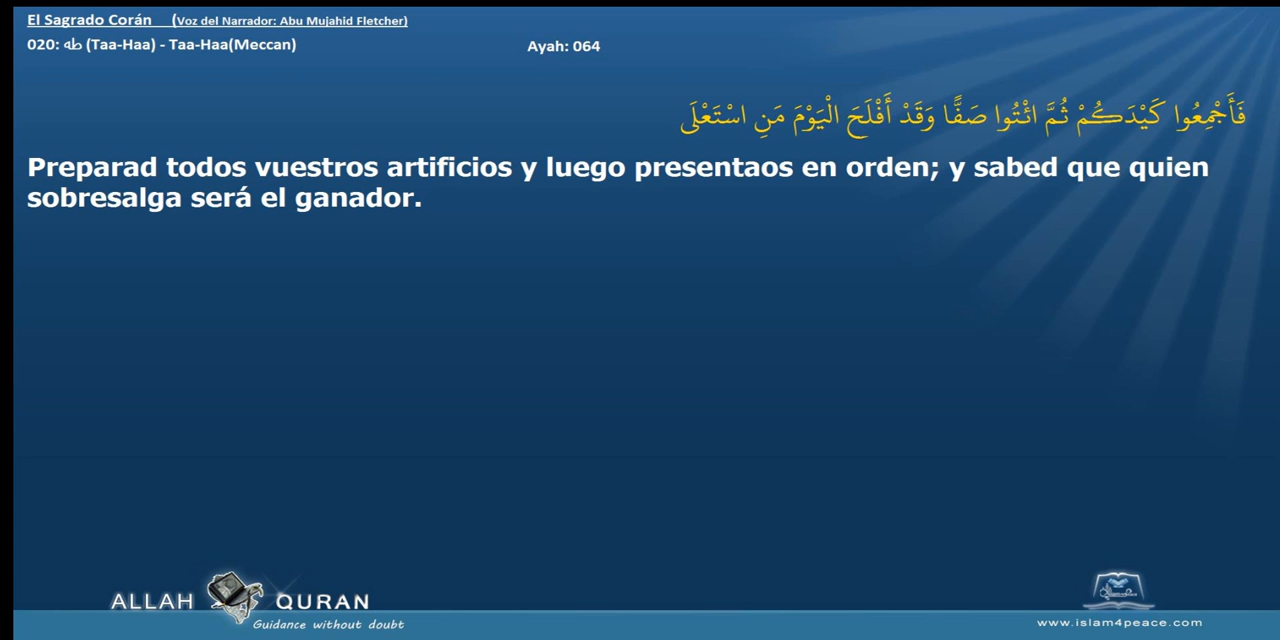 El Sagrado Corán (Voz del Narrador: Abu Mujahid Fletcher)
020: طه (Taa-Haa) - Taa-Haa(Meccan) Ayah: 064
فَأَجْمِعُوا كَيْدَكُمْ ثُمَّ ائْتُوا صَفًّا وَقَدْ أَفْلَحَ الْيَوْمَ مَنِ اسْتَعْلَى
Preparad todos vuestros artificios y luego presentaos en orden; y sabed que quien
sobresalga será el ganador.
ALLAH QURAN
Guidance without doubt
www.islam4peace.com